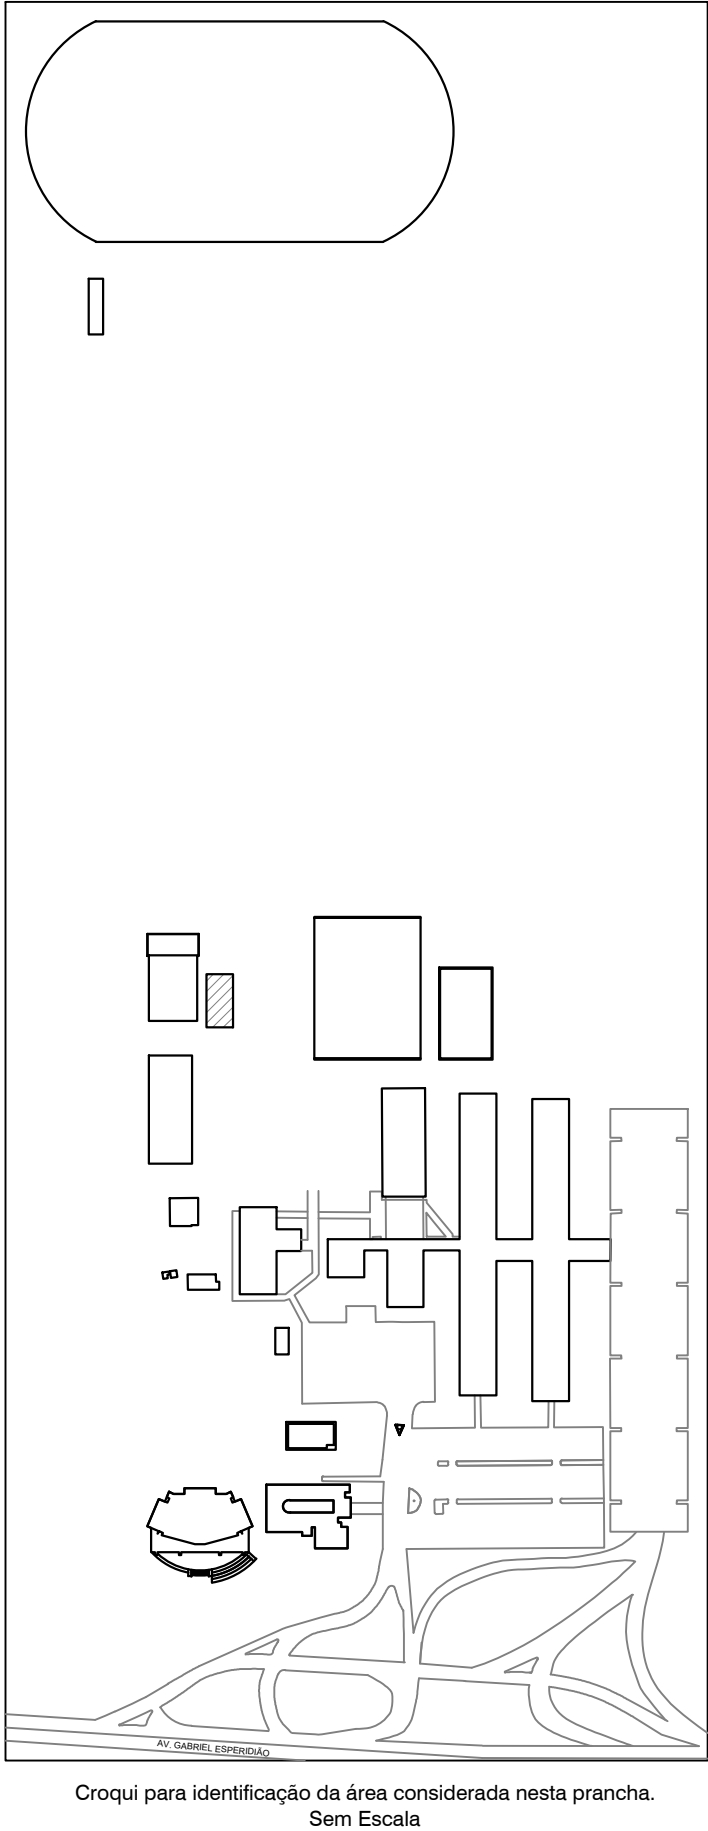 AV. GABRIEL ESPERIDIÃO
Croqui para identificação da área considerada nesta prancha.
Sem Escala